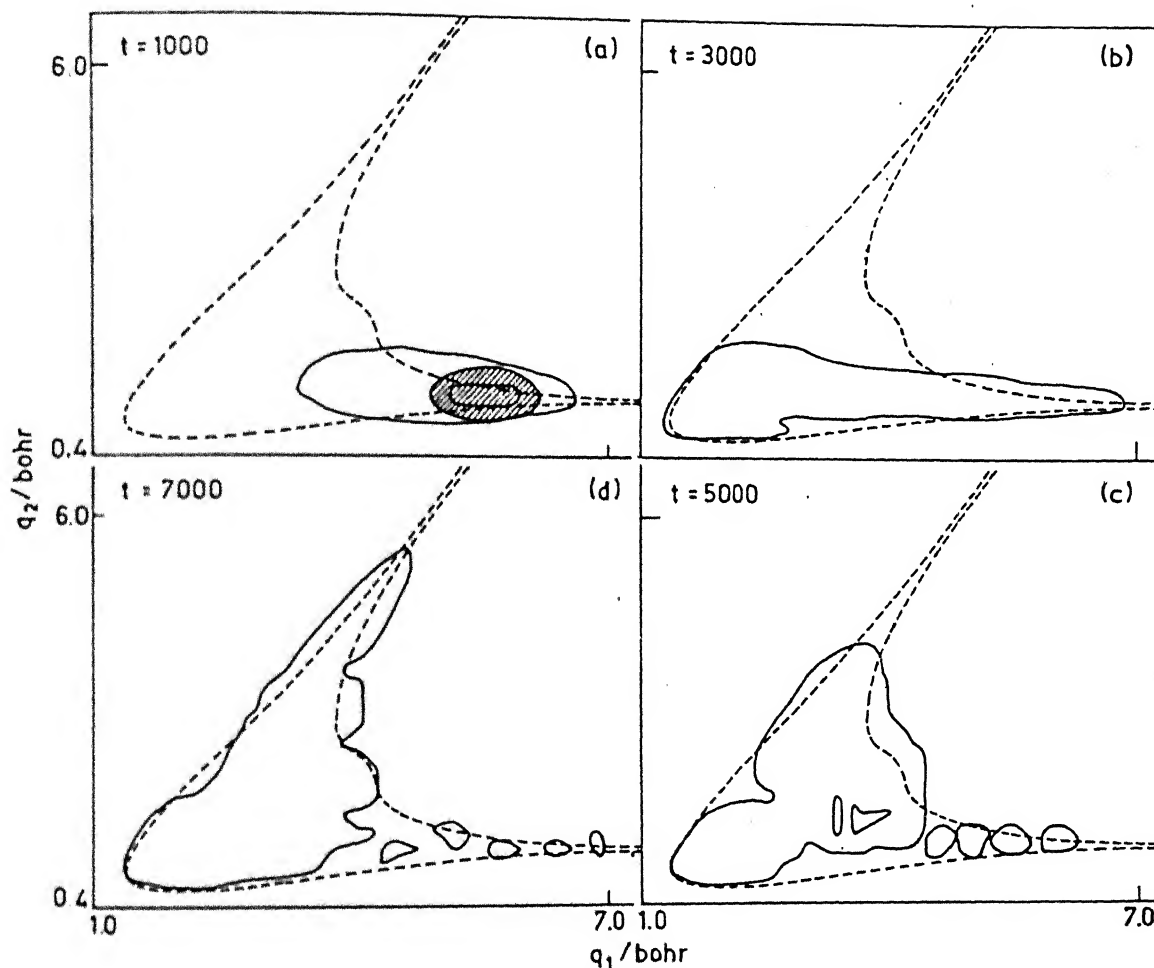 t = 1000
(a)
6.0
0.4
t = 3000
(b)
q₂/bohr
t = 7000
(d)
6.0
0.4
1.0
7.0
t = 5000
(c)
1.0
7.0
q₁/bohr